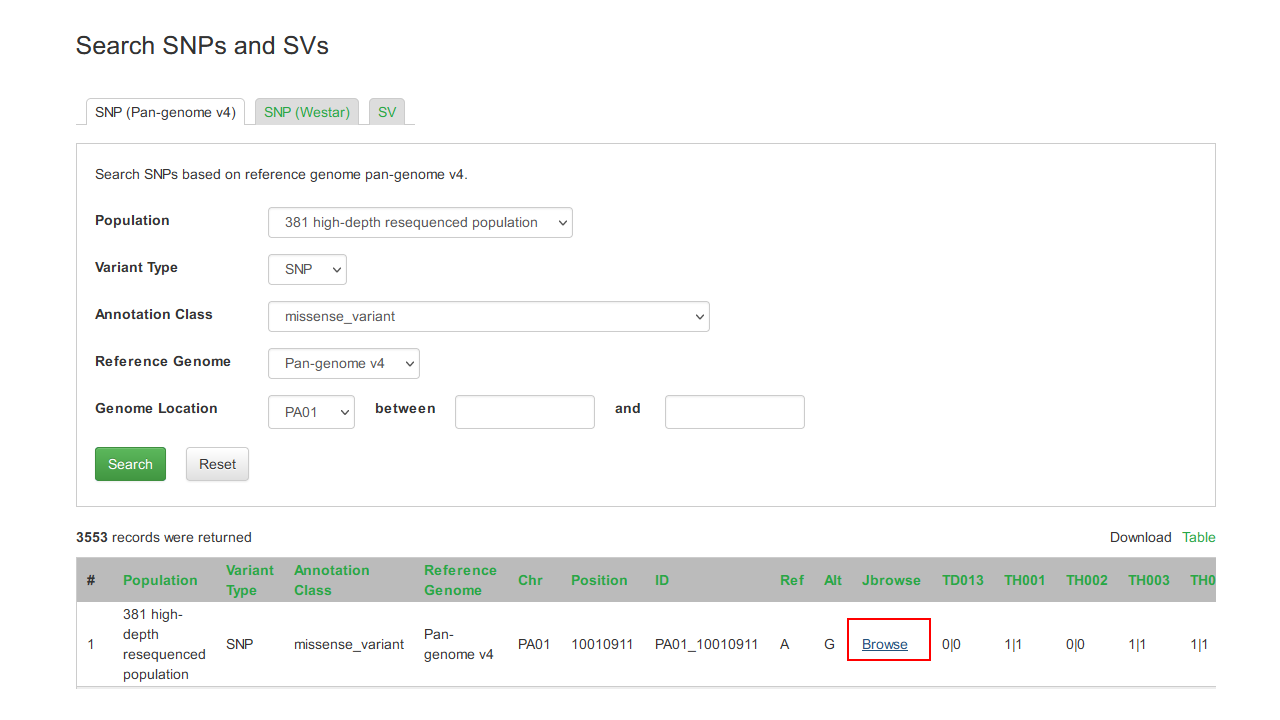 Search SNPs and SVs
SNP (Pan-genome v4) SNP (Westar) SV
Search SNPs based on reference genome pan-genome v4.
Population 381 high-depth resequenced population
Variant Type SNP
Annotation Class missense_variant
Reference Genome Pan-genome v4
Genome Location PA01 between and
Search Reset
3553 records were returned Download Table
# Population Variant Type Annotation Class Reference Genome Chr Position ID Ref Alt Jbrowse TD013 TH001 TH002 TH003 TH0
1 381 high-depth resequenced population SNP missense_variant Pan-genome v4 PA01 10010911 PA01_10010911 A G Browse 0|0 1|1 0|0 1|1 1|1